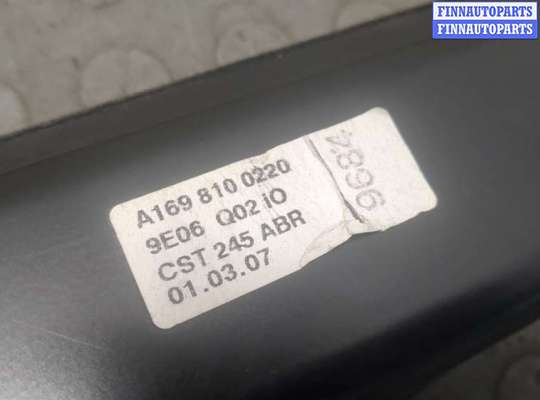 FINNAUTOPARTS
FINNAUTOPARTS
A169 810 0220
9E06 Q02 iO
CST 245 ABR
01.03.07
9684